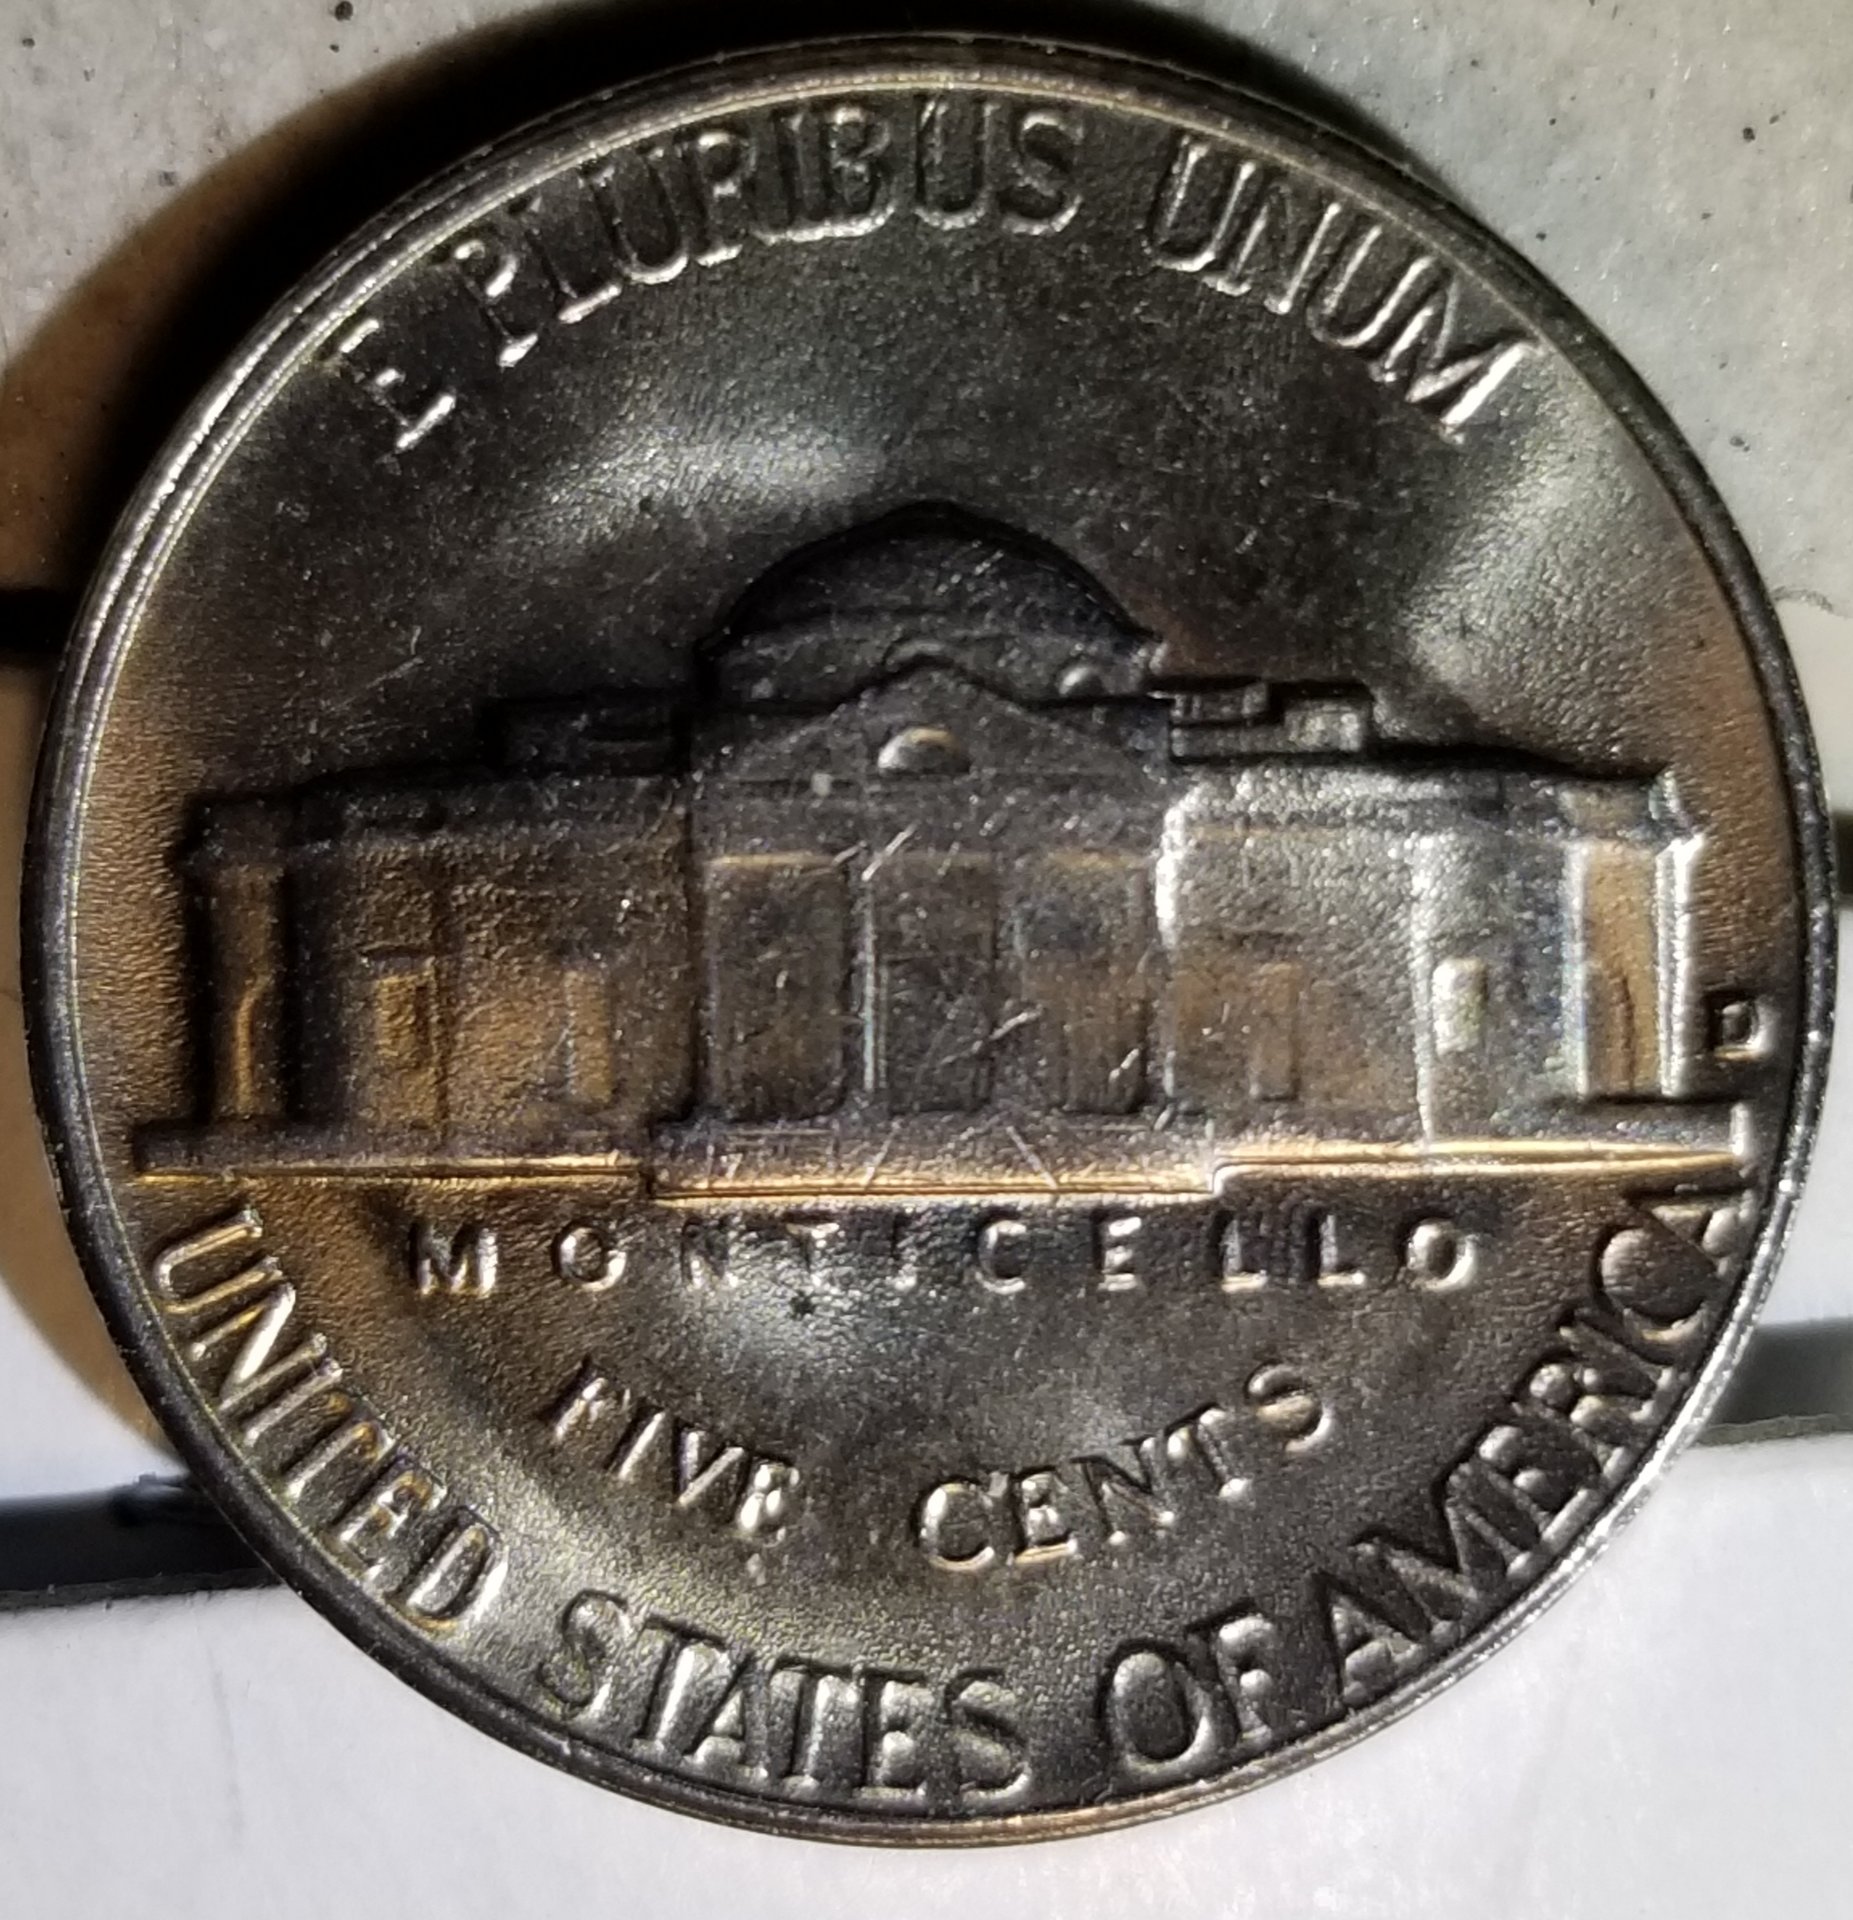 E PLURIBUS UNUM
D
MONTICELLO
FIVE CENTS
UNITED STATES OF AMERICA